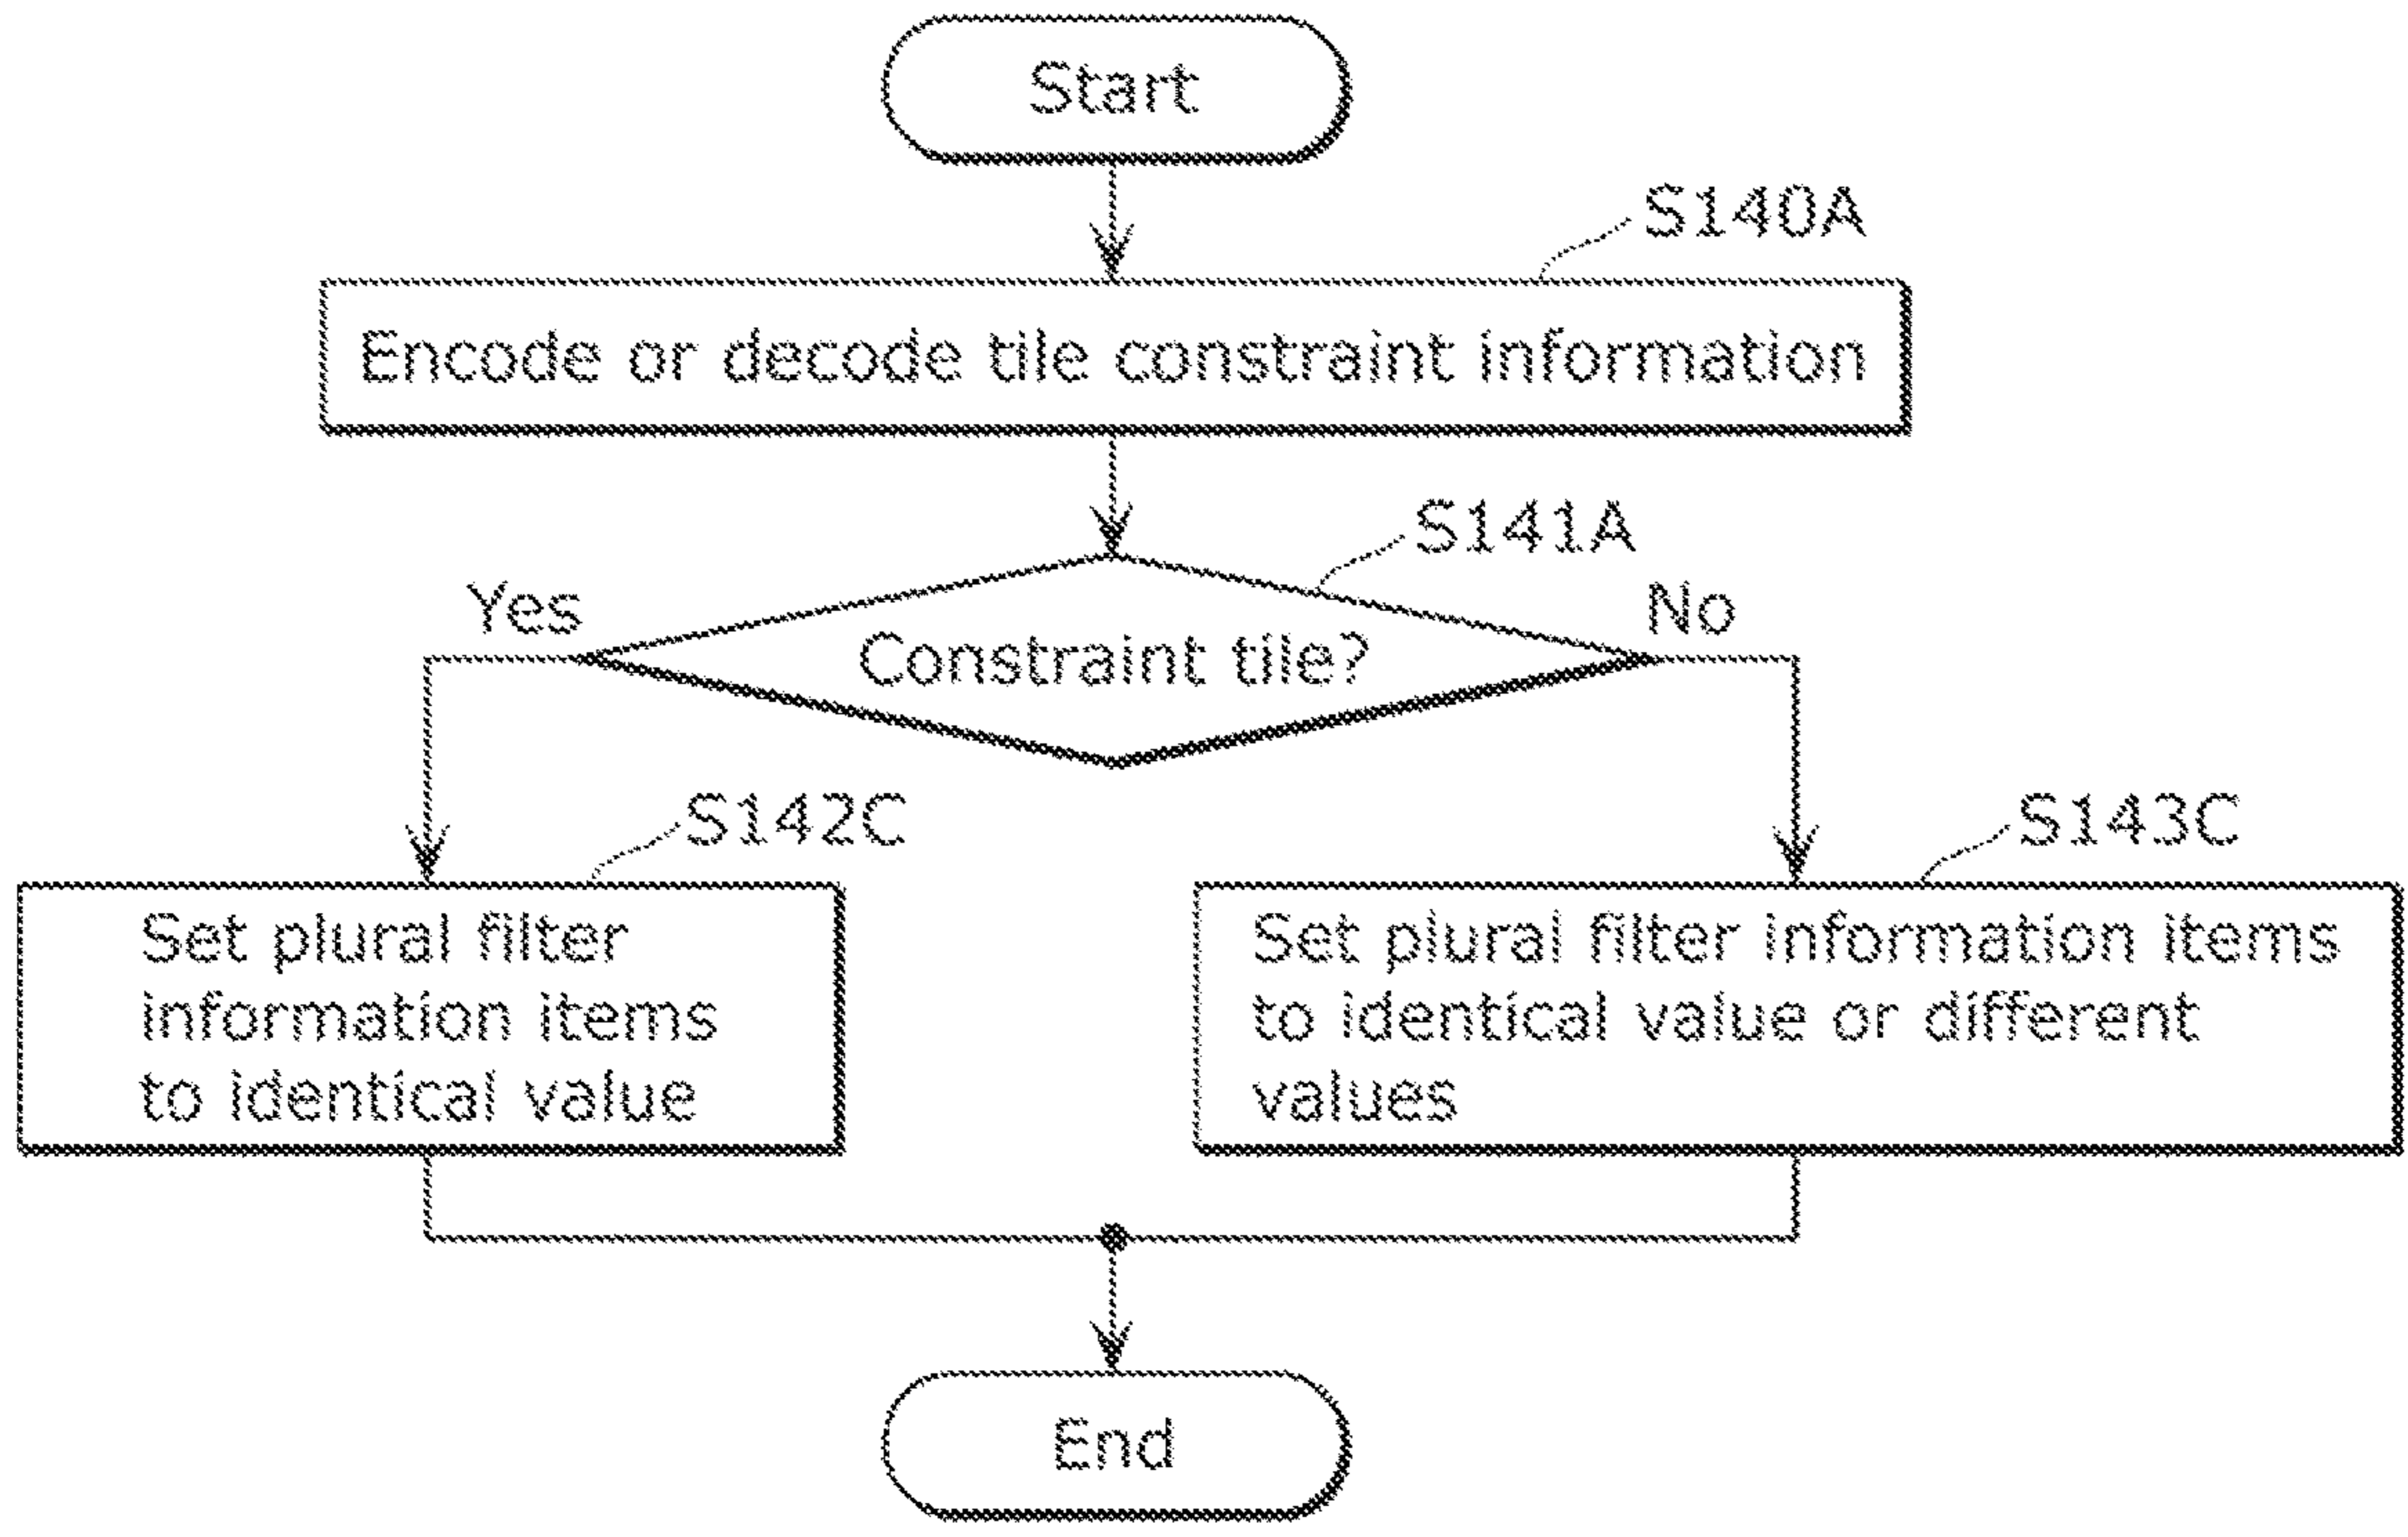 Start
S140A
Encode or decode tile constraint information
S141A
Yes
No
Constraint tile?
S142C
S143C
Set plural filter
information items
to identical value
Set plural filter information items
to identical value or different
values
End